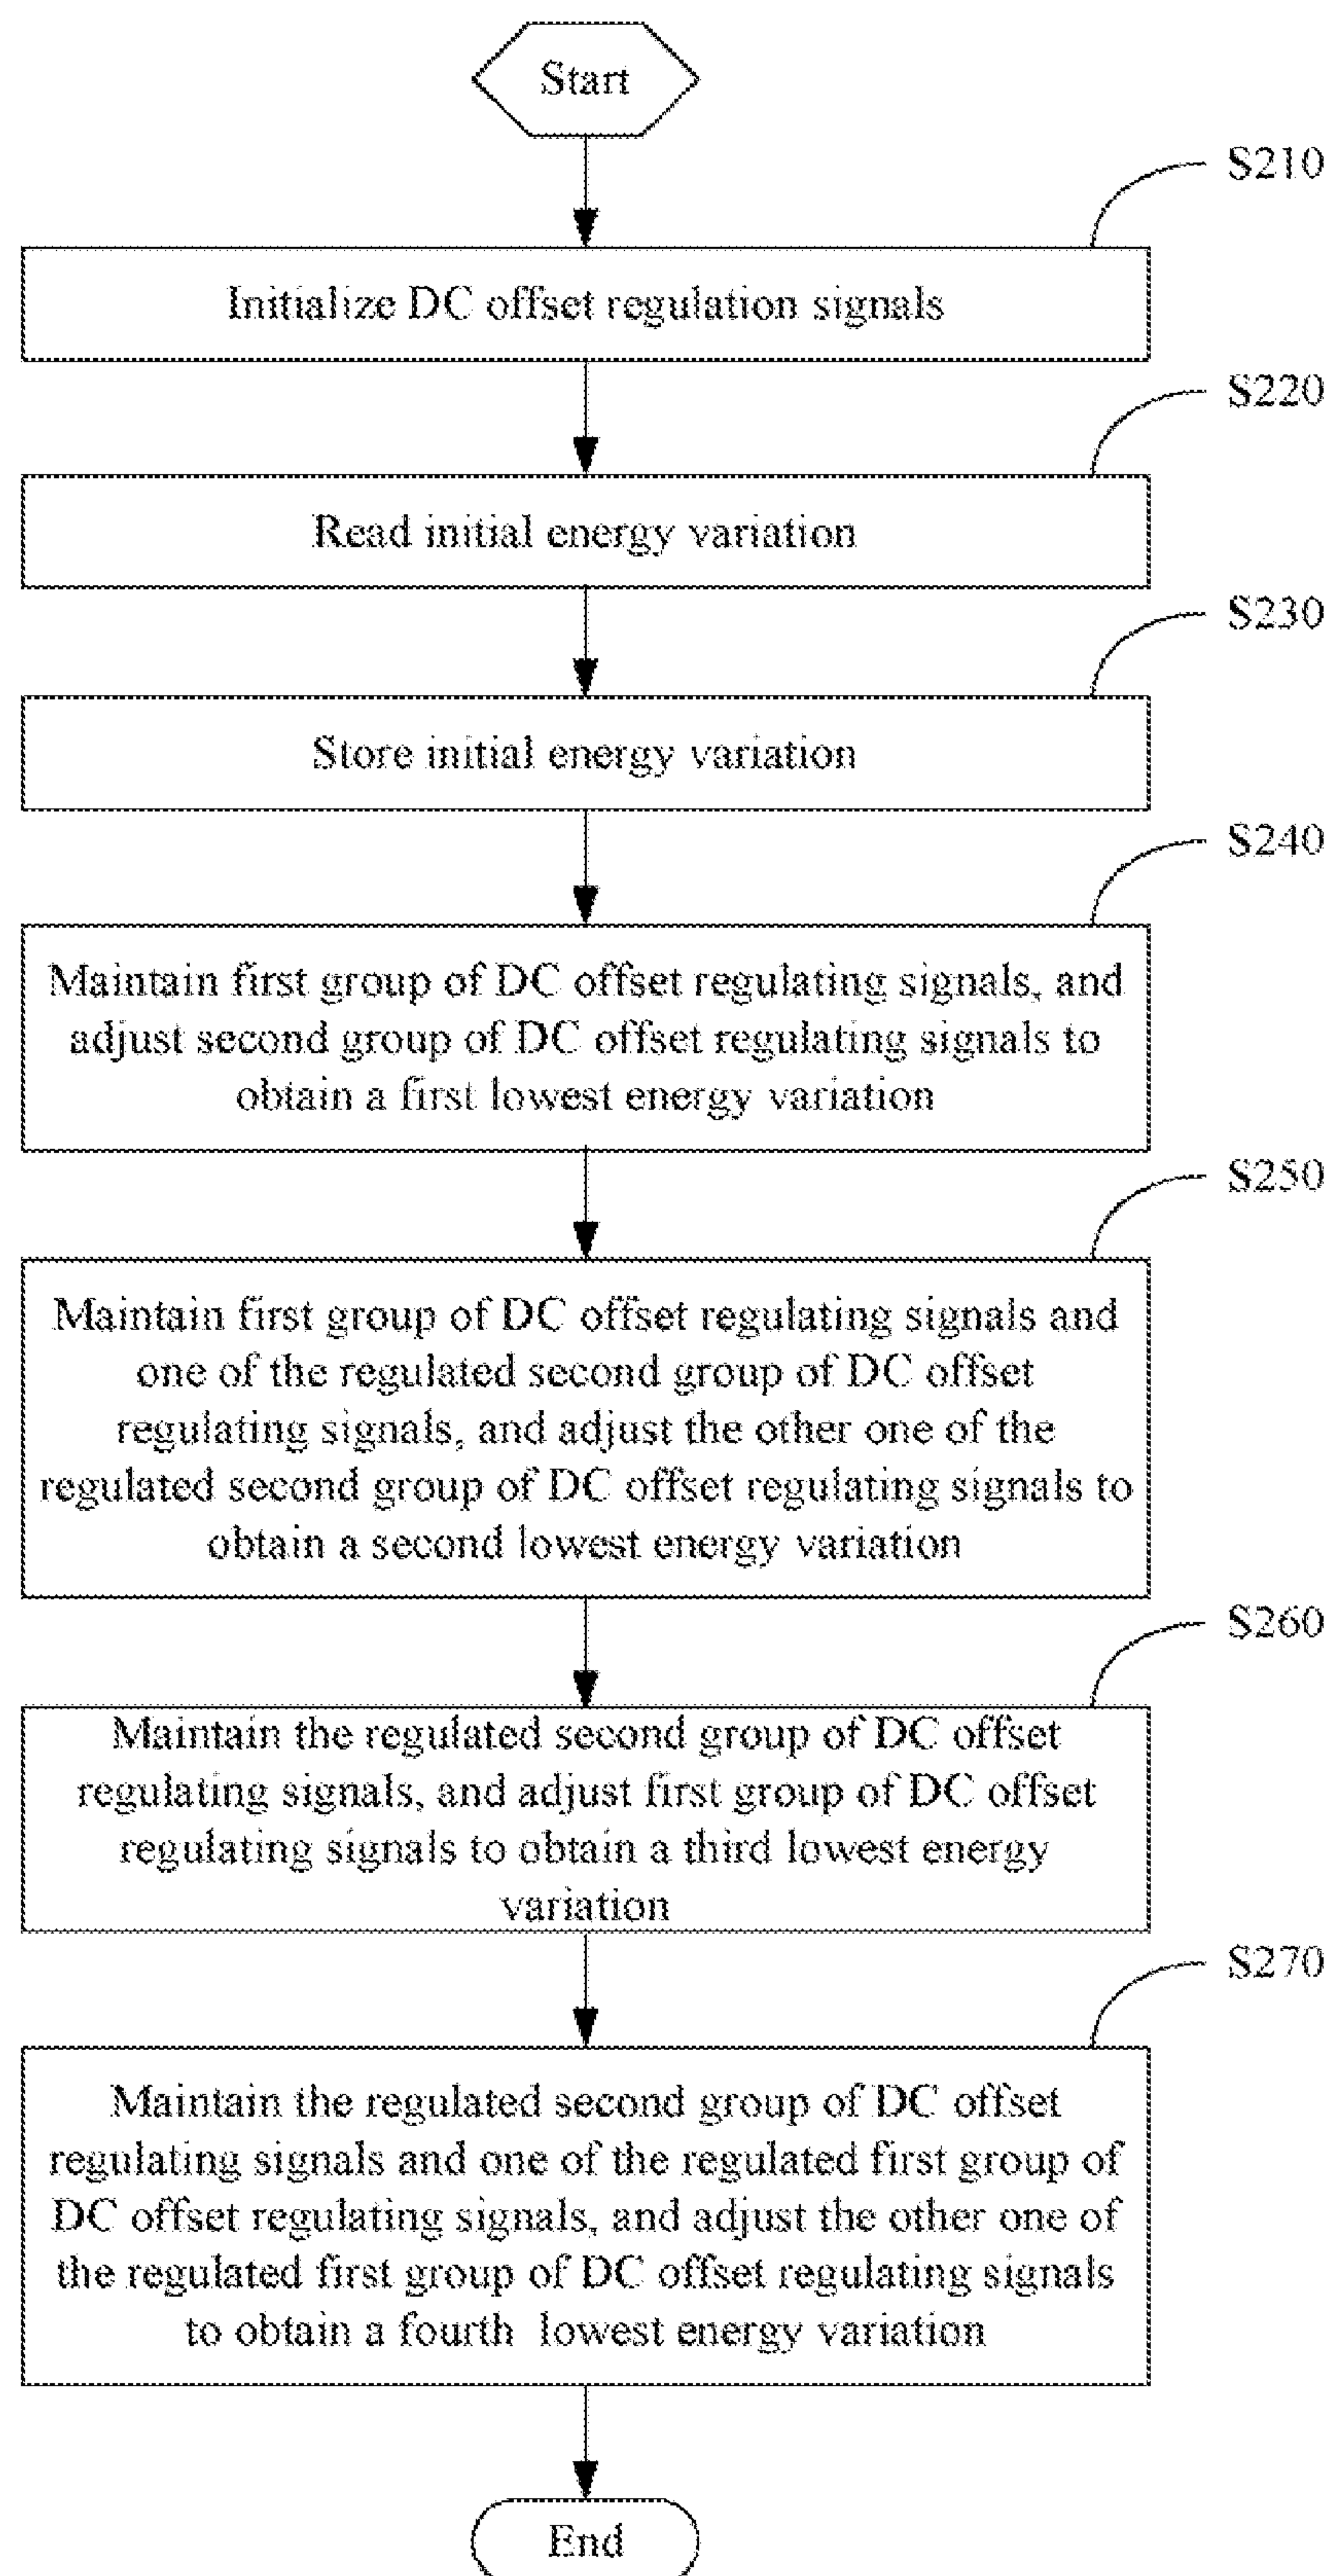 Start
S210
Initialize DC offset regulation signals
S220
Read initial energy variation
S230
Store initial energy variation
S240
Maintain first group of DC offset regulating signals, and
adjust second group of DC offset regulating signals to
obtain a first lowest energy variation
S250
Maintain first group of DC offset regulating signals and
one of the regulated second group of DC offset
regulating signals, and adjust the other one of the
regulated second group of DC offset regulating signals to
obtain a second lowest energy variation
S260
Maintain the regulated second group of DC offset
regulating signals, and adjust first group of DC offset
regulating signals to obtain a third lowest energy
variation
S270
Maintain the regulated second group of DC offset
regulating signals and one of the regulated first group of
DC offset regulating signals, and adjust the other one of
the regulated first group of DC offset regulating signals
to obtain a fourth lowest energy variation
End